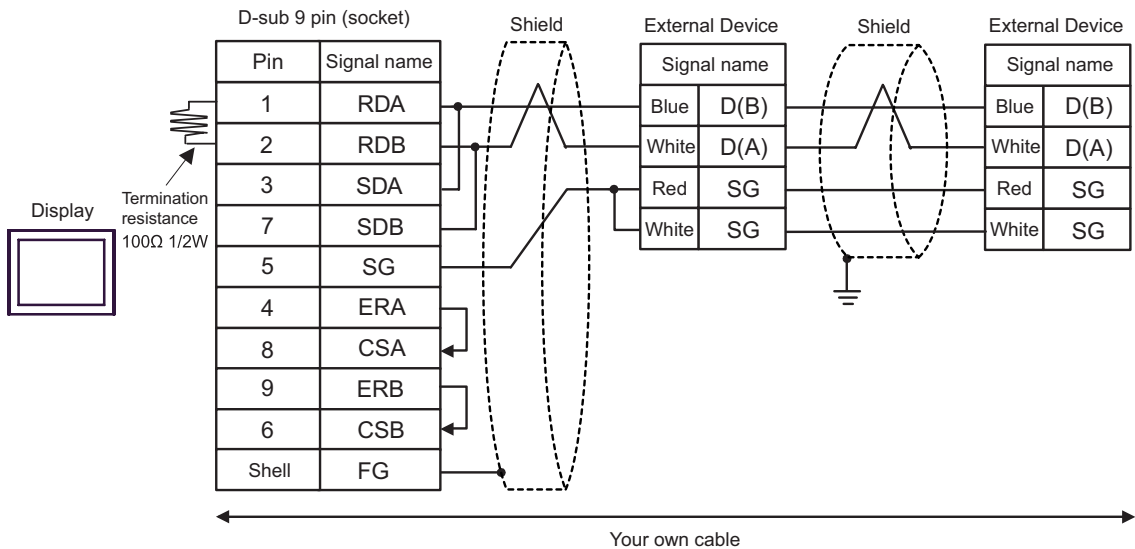 D-sub 9 pin (socket)
Shield
External Device
Shield
External Device
Pin Signal name
Signal name
Signal name
1 RDA
Blue D(B)
Blue D(B)
2 RDB
White D(A)
White D(A)
3 SDA
Red SG
Red SG
7 SDB
White SG
White SG
5 SG
4 ERA
8 CSA
9 ERB
6 CSB
Shell FG
Display
Termination
resistance
100Ω 1/2W
Your own cable